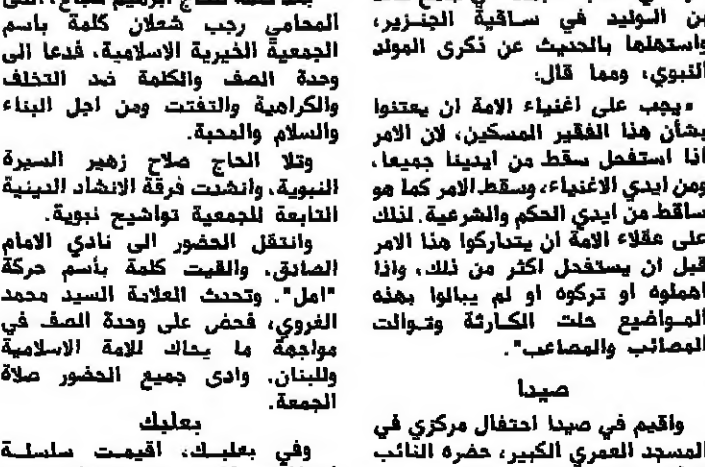 بن الوليد في ساقية الجنزير،
واستهلها بالحديث عن ذكرى المولد
النبوي، ومما قال:
"يجب على اغنياء الامة ان يعتنوا
بشأن هذا الفقير المسكين، لان الامر
اذا استفحل سقط من ايدينا جميعا،
ومن ايدي الاغنياء، وسقط الامر كما هو
ساقط من ايدي الحكم والشرعية. لذلك
على عقلاء الامة ان يتداركوا هذا الامر
قبل ان يستفحل اكثر من ذلك، واذا
اهملوه او تركوه او لم يبالوا بهذه
المواضيع حلت الكارثة وتوالت
المصائب والمصاعب".
صيدا
واقيم في صيدا احتفال مركزي في
المسجد العمري الكبير، حضره النائب
المحامي رجب شعلان كلمة باسم
الجمعية الخيرية الاسلامية، فدعا الى
وحدة الصف والكلمة ضد التخلف
والكراهية والتفتت ومن اجل البناء
والسلام والمحبة.
وتلا الحاج صلاح زهير السيرة
النبوية، وانشدت فرقة الانشاد الدينية
التابعة للجمعية تواشيح نبوية.
وانتقل الحضور الى نادي الامام
الصادق، والقيت كلمة بأسم حركة
"امل". وتحدث العلامة السيد محمد
الغروي، فحض على وحدة الصف في
مواجهة ما يحاك للامة الاسلامية
وللبنان. وادى جميع الحضور صلاة
الجمعة.
بعلبك
وفي بعلبك، اقيمت سلسلة